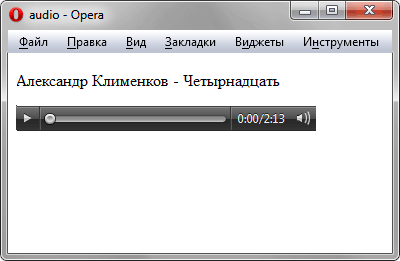 audio - Opera
Файл Правка Вид Закладки Виджеты Инструменты
Александр Клименков - Четырнадцать
0:00/2:13